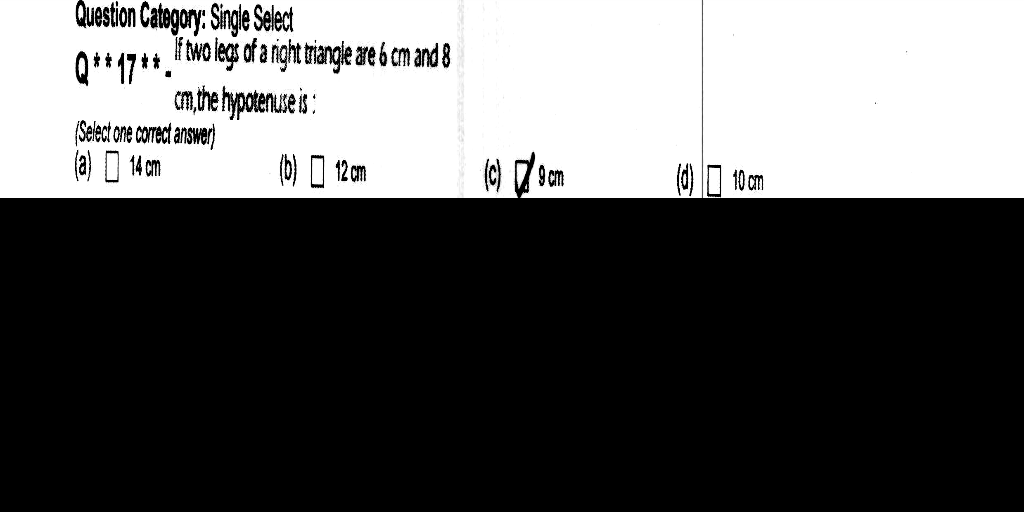 Question Category: Single Select
Q**17**- If two legs of a right triangle are 6 cm and 8
cm,the hypotenuse is :
(Select one correct answer)
(a) 14 cm (b) 12 cm (c) 9 cm (d) 10 cm